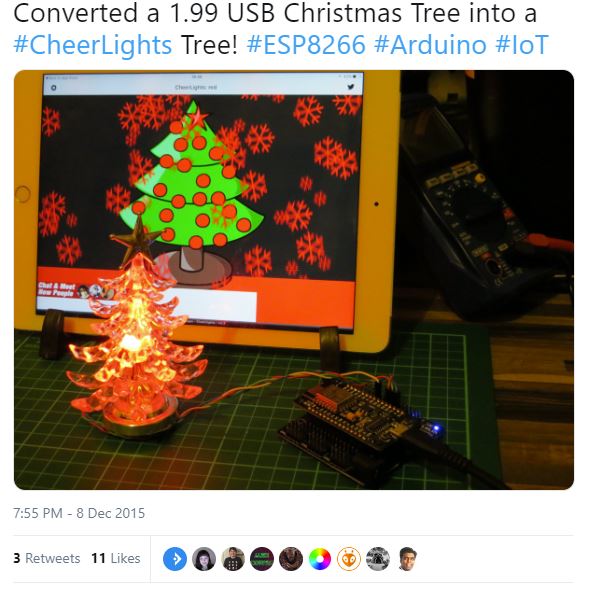 Converted a 1.99 USB Christmas Tree into a
#CheerLights Tree! #ESP8266 #Arduino #IoT
CheerLights: red
Chat & Meet
New People
7:55 PM - 8 Dec 2015
3 Retweets 11 Likes